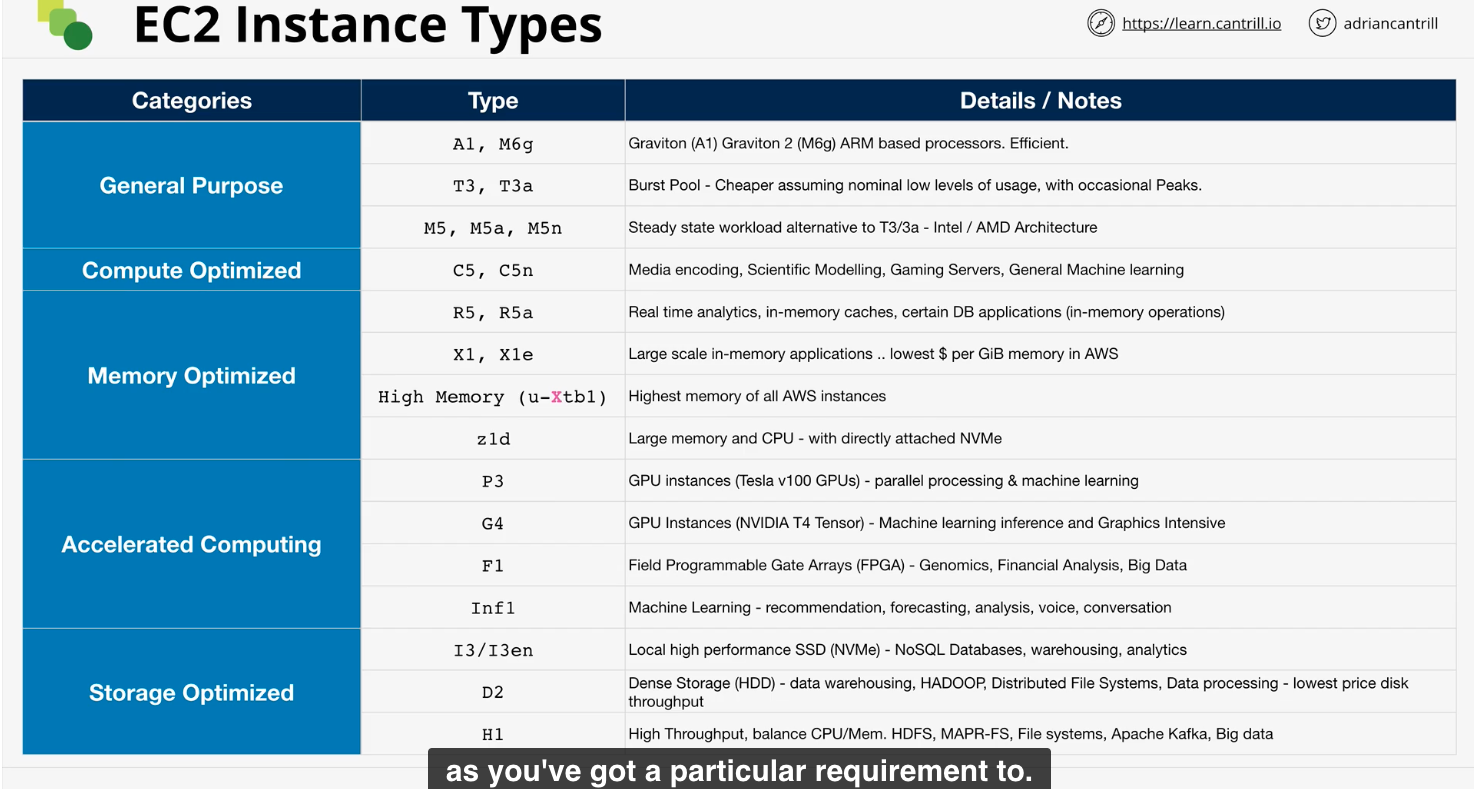 EC2 Instance Types
https://learn.cantrill.io
adriancantrill
Categories
Type
Details / Notes
General Purpose
A1, M6g
Graviton (A1) Graviton 2 (M6g) ARM based processors. Efficient.
T3, T3a
Burst Pool - Cheaper assuming nominal low levels of usage, with occasional Peaks.
M5, M5a, M5n
Steady state workload alternative to T3/3a - Intel / AMD Architecture
Compute Optimized
C5, C5n
Media encoding, Scientific Modelling, Gaming Servers, General Machine learning
Memory Optimized
R5, R5a
Real time analytics, in-memory caches, certain DB applications (in-memory operations)
X1, X1e
Large scale in-memory applications .. lowest $ per GiB memory in AWS
High Memory (u-Xtb1)
Highest memory of all AWS instances
z1d
Large memory and CPU - with directly attached NVMe
Accelerated Computing
P3
GPU instances (Tesla v100 GPUs) - parallel processing & machine learning
G4
GPU Instances (NVIDIA T4 Tensor) - Machine learning inference and Graphics Intensive
F1
Field Programmable Gate Arrays (FPGA) - Genomics, Financial Analysis, Big Data
Inf1
Machine Learning - recommendation, forecasting, analysis, voice, conversation
Storage Optimized
I3/I3en
Local high performance SSD (NVMe) - NoSQL Databases, warehousing, analytics
D2
Dense Storage (HDD) - data warehousing, HADOOP, Distributed File Systems, Data processing - lowest price disk
throughput
H1
High Throughput, balance CPU/Mem. HDFS, MAPR-FS, File systems, Apache Kafka, Big data
as you've got a particular requirement to.